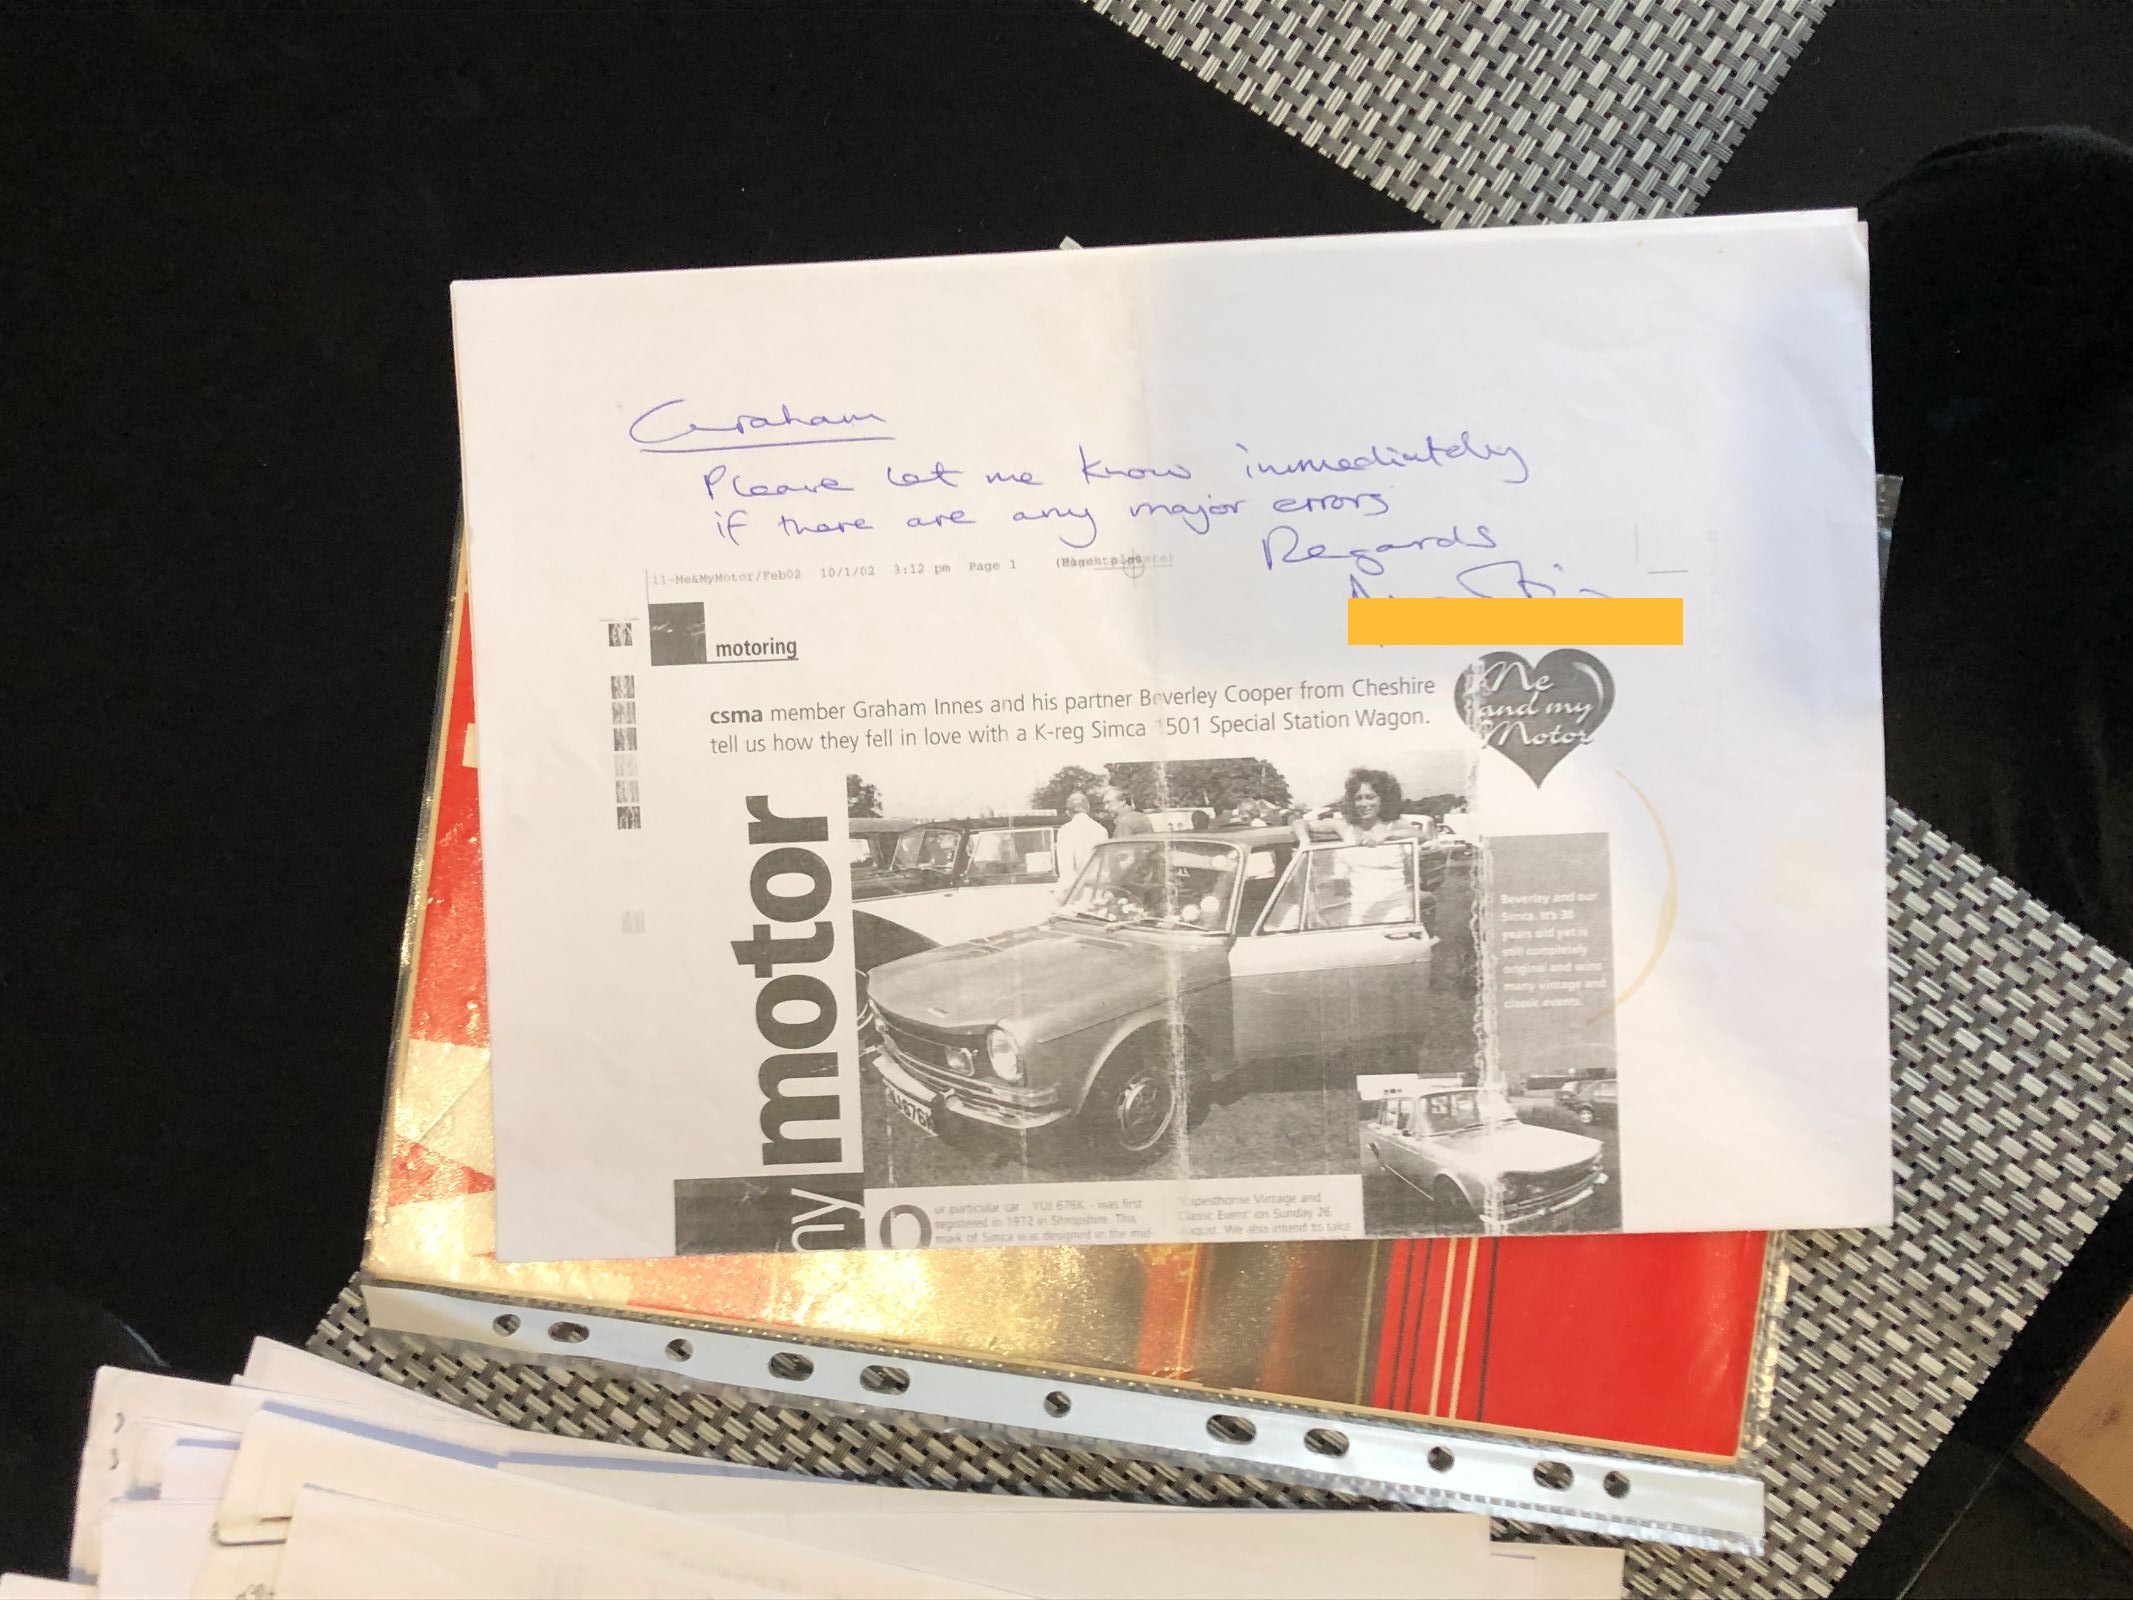 Graham
Please let me know immediately
if there are any major errors
Regards
11-Me&MyMotor/Feb02 10/1/02 3:12 pm Page 1
motoring
csma member Graham Innes and his partner Beverley Cooper from Cheshire
tell us how they fell in love with a K-reg Simca 1501 Special Station Wagon.
Me
and my
Motor
my motor
Beverley and our
Simca. It's 30
years old yet is
still completely
original and wins
many vintage and
classic events.
676K
Our particular car - YUJ 676K - was first
registered in 1972 in Shropshire. This
mark of Simca was designed in the mid-
Capesthorne Vintage and
Classic Event' on Sunday 26
August. We also intend to take